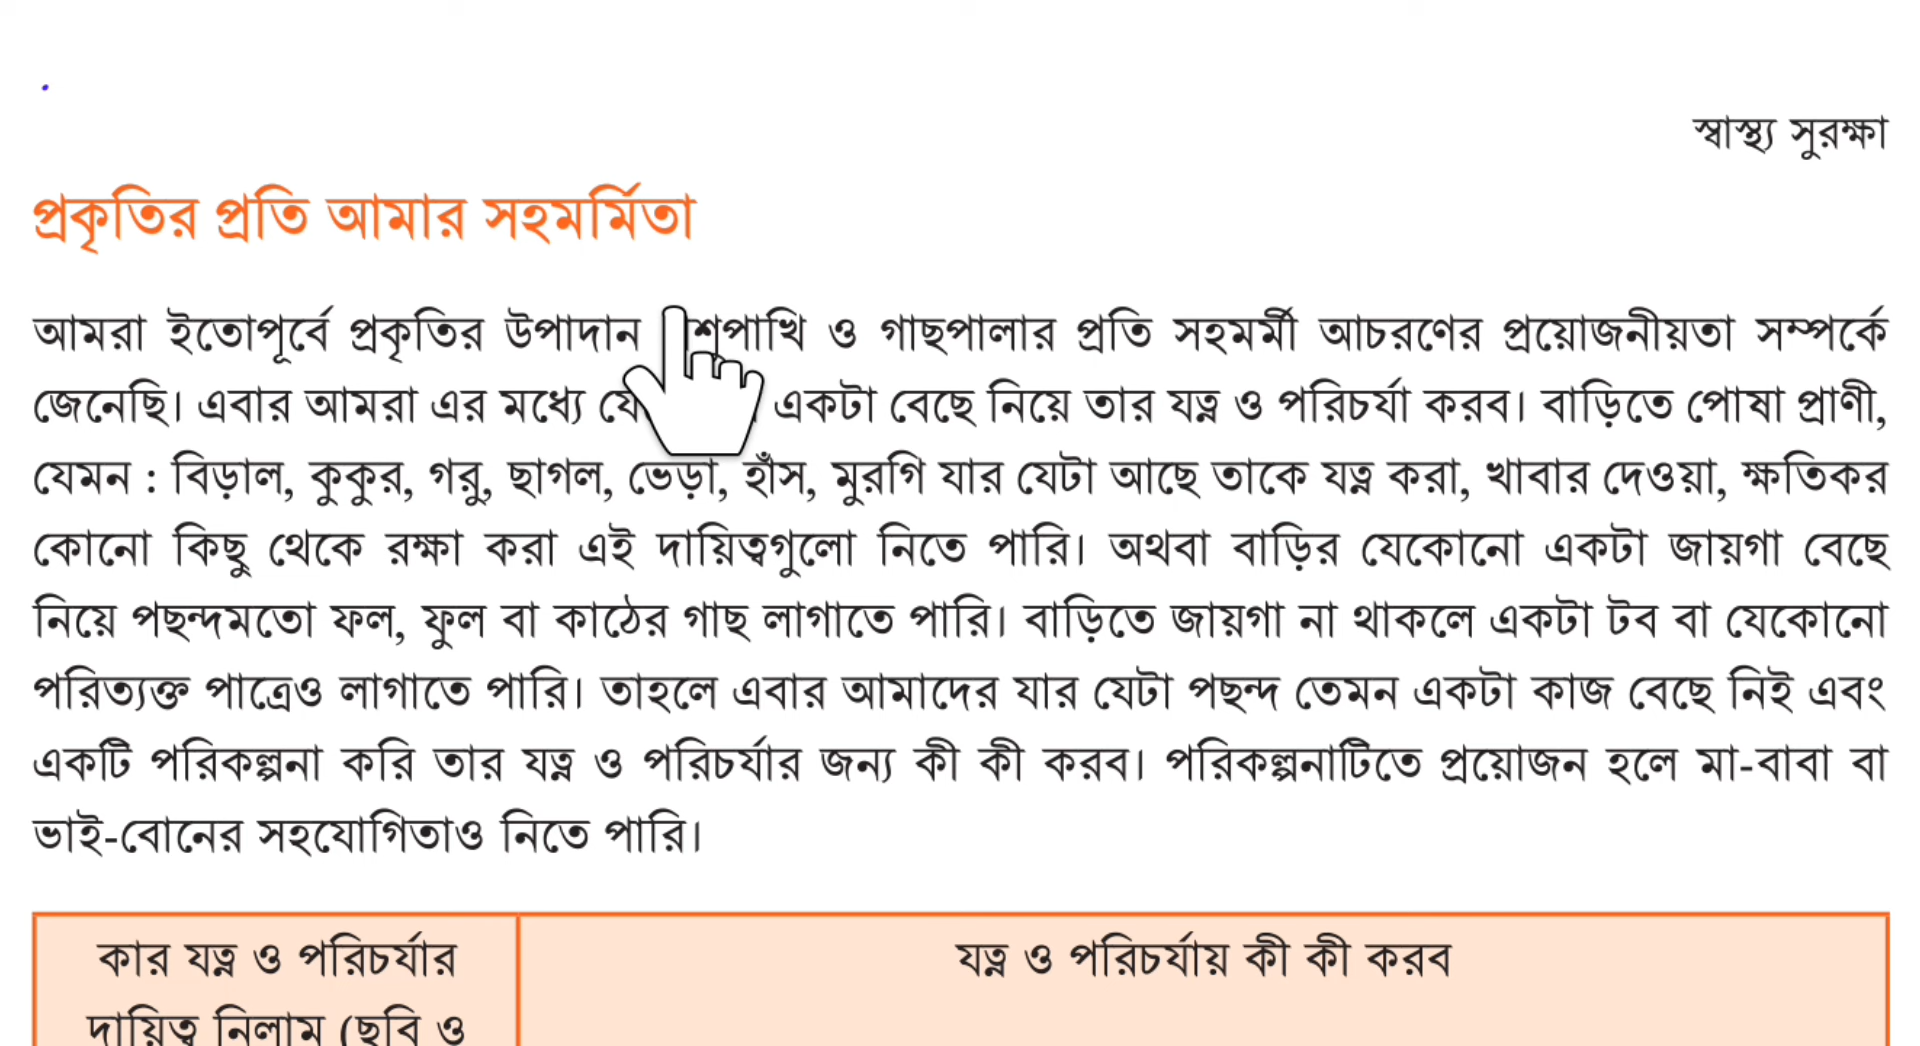 স্বাস্থ্য সুরক্ষা
প্রকৃতির প্রতি আমার সহমর্মিতা
আমরা ইতোপূর্বে প্রকৃতির উপাদান ও গাছপালার প্রতি সহমর্মী আচরণের প্রয়োজনীয়তা সম্পর্কে
জেনেছি। এবার আমরা এর মধ্যে একটা বেছে নিয়ে তার যত্ন ও পরিচর্যা করব। বাড়িতে পোষা প্রাণী,
যেমন : বিড়াল, কুকুর, গরু, ছাগল, ভেড়া, হাঁস, মুরগি যার যেটা আছে তাকে যত্ন করা, খাবার দেওয়া, ক্ষতিকর
কোনো কিছু থেকে রক্ষা করা এই দায়িত্বগুলো নিতে পারি। অথবা বাড়ির যেকোনো একটা জায়গা বেছে
নিয়ে পছন্দমতো ফল, ফুল বা কাঠের গাছ লাগাতে পারি। বাড়িতে জায়গা না থাকলে একটা টব বা যেকোনো
পরিত্যক্ত পাত্রেও লাগাতে পারি। তাহলে এবার আমাদের যার যেটা পছন্দ তেমন একটা কাজ বেছে নিই এবং
একটি পরিকল্পনা করি তার যত্ন ও পরিচর্যার জন্য কী কী করব। পরিকল্পনাটিতে প্রয়োজন হলে মা-বাবা বা
ভাই-বোনের সহযোগিতাও নিতে পারি।
কার যত্ন ও পরিচর্যার
দায়িত্ব নিলাম (ছবি ও
যত্ন ও পরিচর্যায় কী কী করব